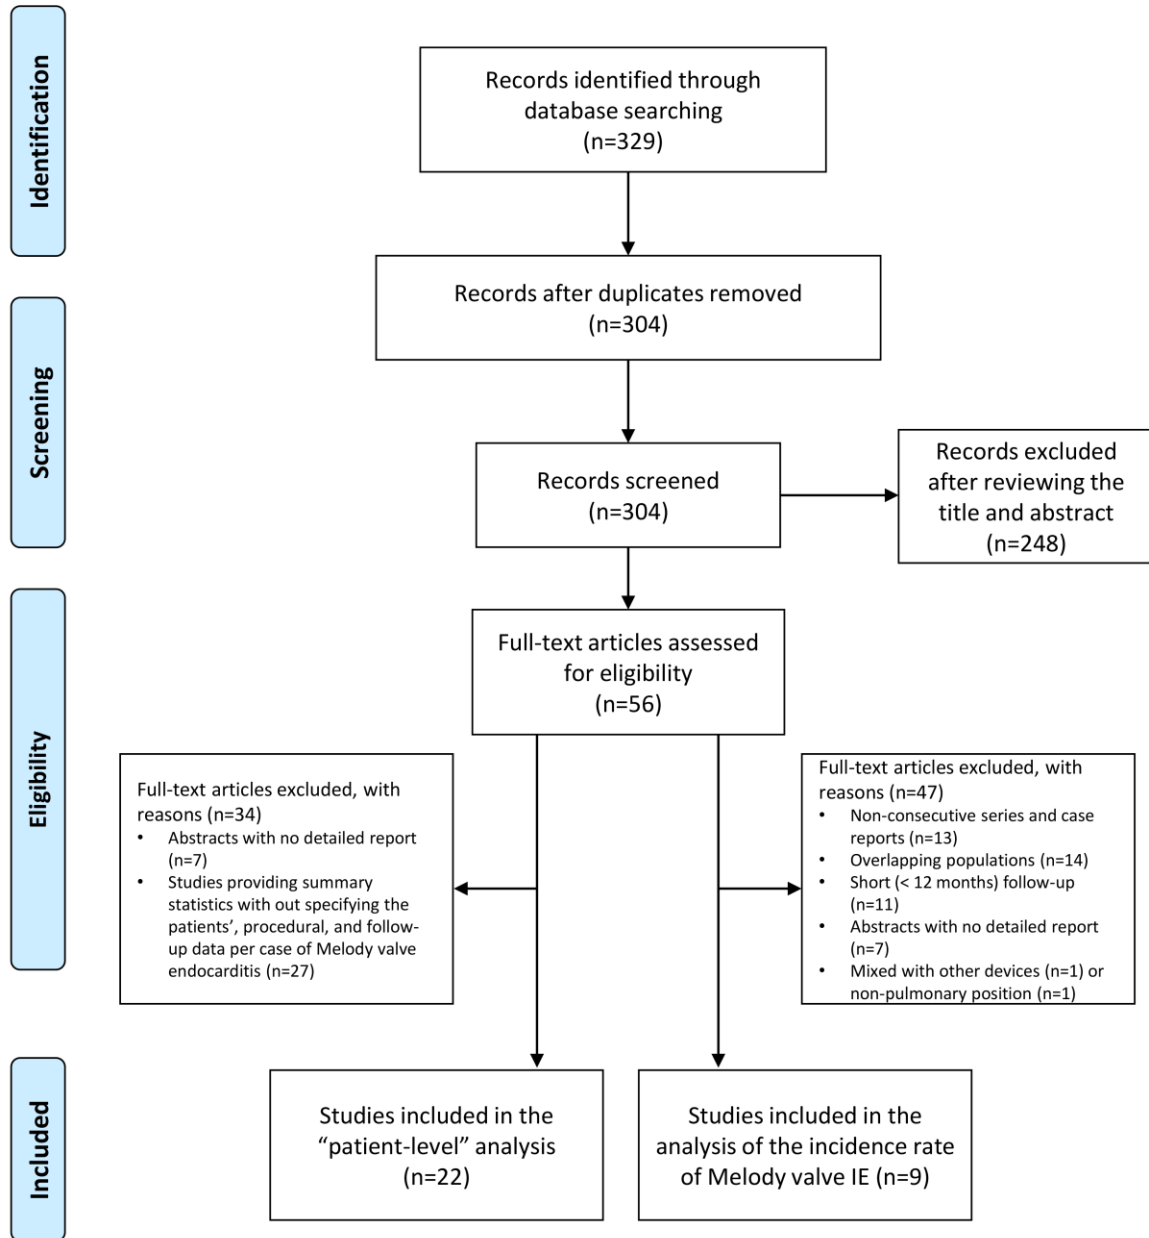 Identification
Records identified through
database searching
(n=329)
Records after duplicates removed
(n=304)
Screening
Records screened
(n=304)
Records excluded
after reviewing the
title and abstract
(n=248)
Eligibility
Full-text articles assessed
for eligibility
(n=56)
Full-text articles excluded, with
reasons (n=34)
• Abstracts with no detailed report
(n=7)
• Studies providing summary
statistics with out specifying the
patients’, procedural, and follow-
up data per case of Melody valve
endocarditis (n=27)
Full-text articles excluded, with
reasons (n=47)
• Non-consecutive series and case
reports (n=13)
• Overlapping populations (n=14)
• Short (< 12 months) follow-up
(n=11)
• Abstracts with no detailed report
(n=7)
• Mixed with other devices (n=1) or
non-pulmonary position (n=1)
Included
Studies included in the
“patient-level” analysis
(n=22)
Studies included in the
analysis of the incidence rate
of Melody valve IE (n=9)